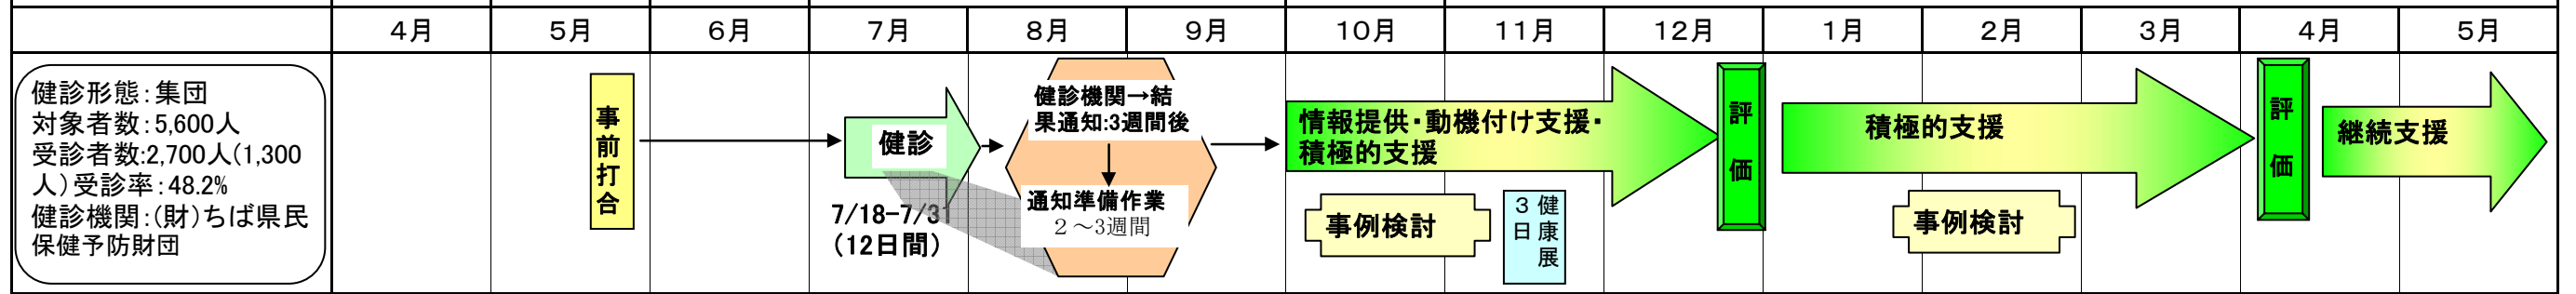 4月 5月 6月 7月 8月 9月 10月 11月 12月 1月 2月 3月 4月 5月
健診形態：集団
対象者数：5,600人
受診者数:2,700人(1,300
人）受診率：48.2%
健診機関：(財)ちば県民
保健予防財団
事前打合
健診
7/18-7/31
（12日間）
健診機関→結
果通知:3週間後
通知準備作業
２～3週間
情報提供・動機付け支援・
積極的支援
事例検討
健康展
３日
評価
積極的支援
事例検討
評価
継続支援